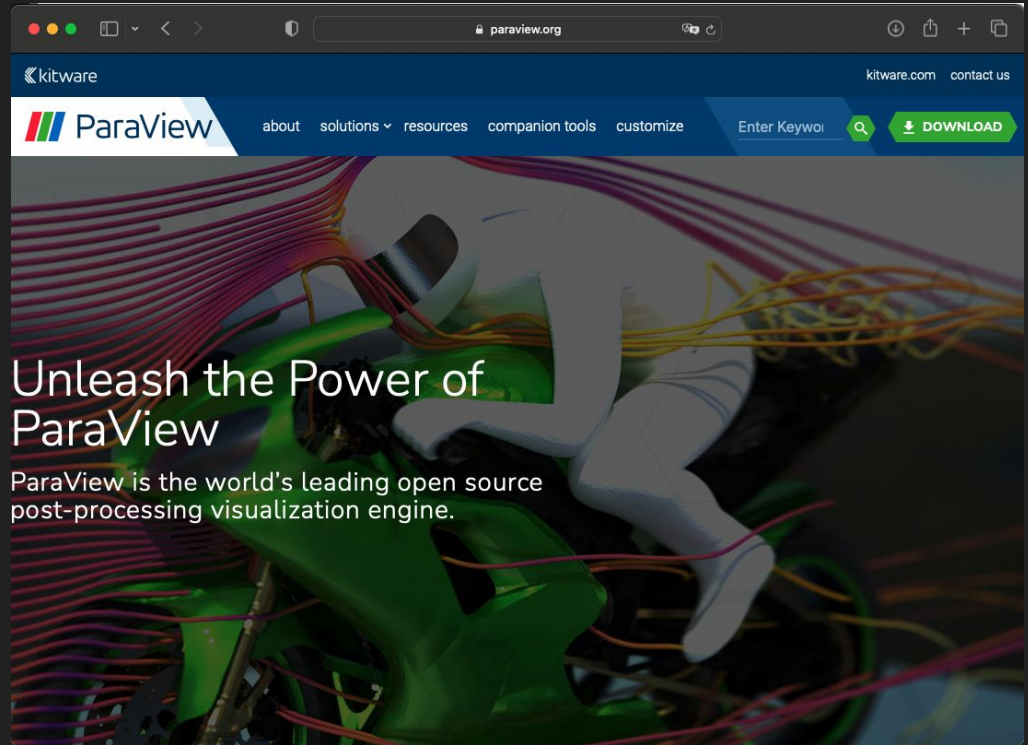 paraview.org
kitware
kitware.com contact us
ParaView
about solutions resources companion tools customize
Enter Keywor
DOWNLOAD
Unleash the Power of
ParaView
ParaView is the world's leading open source
post-processing visualization engine.